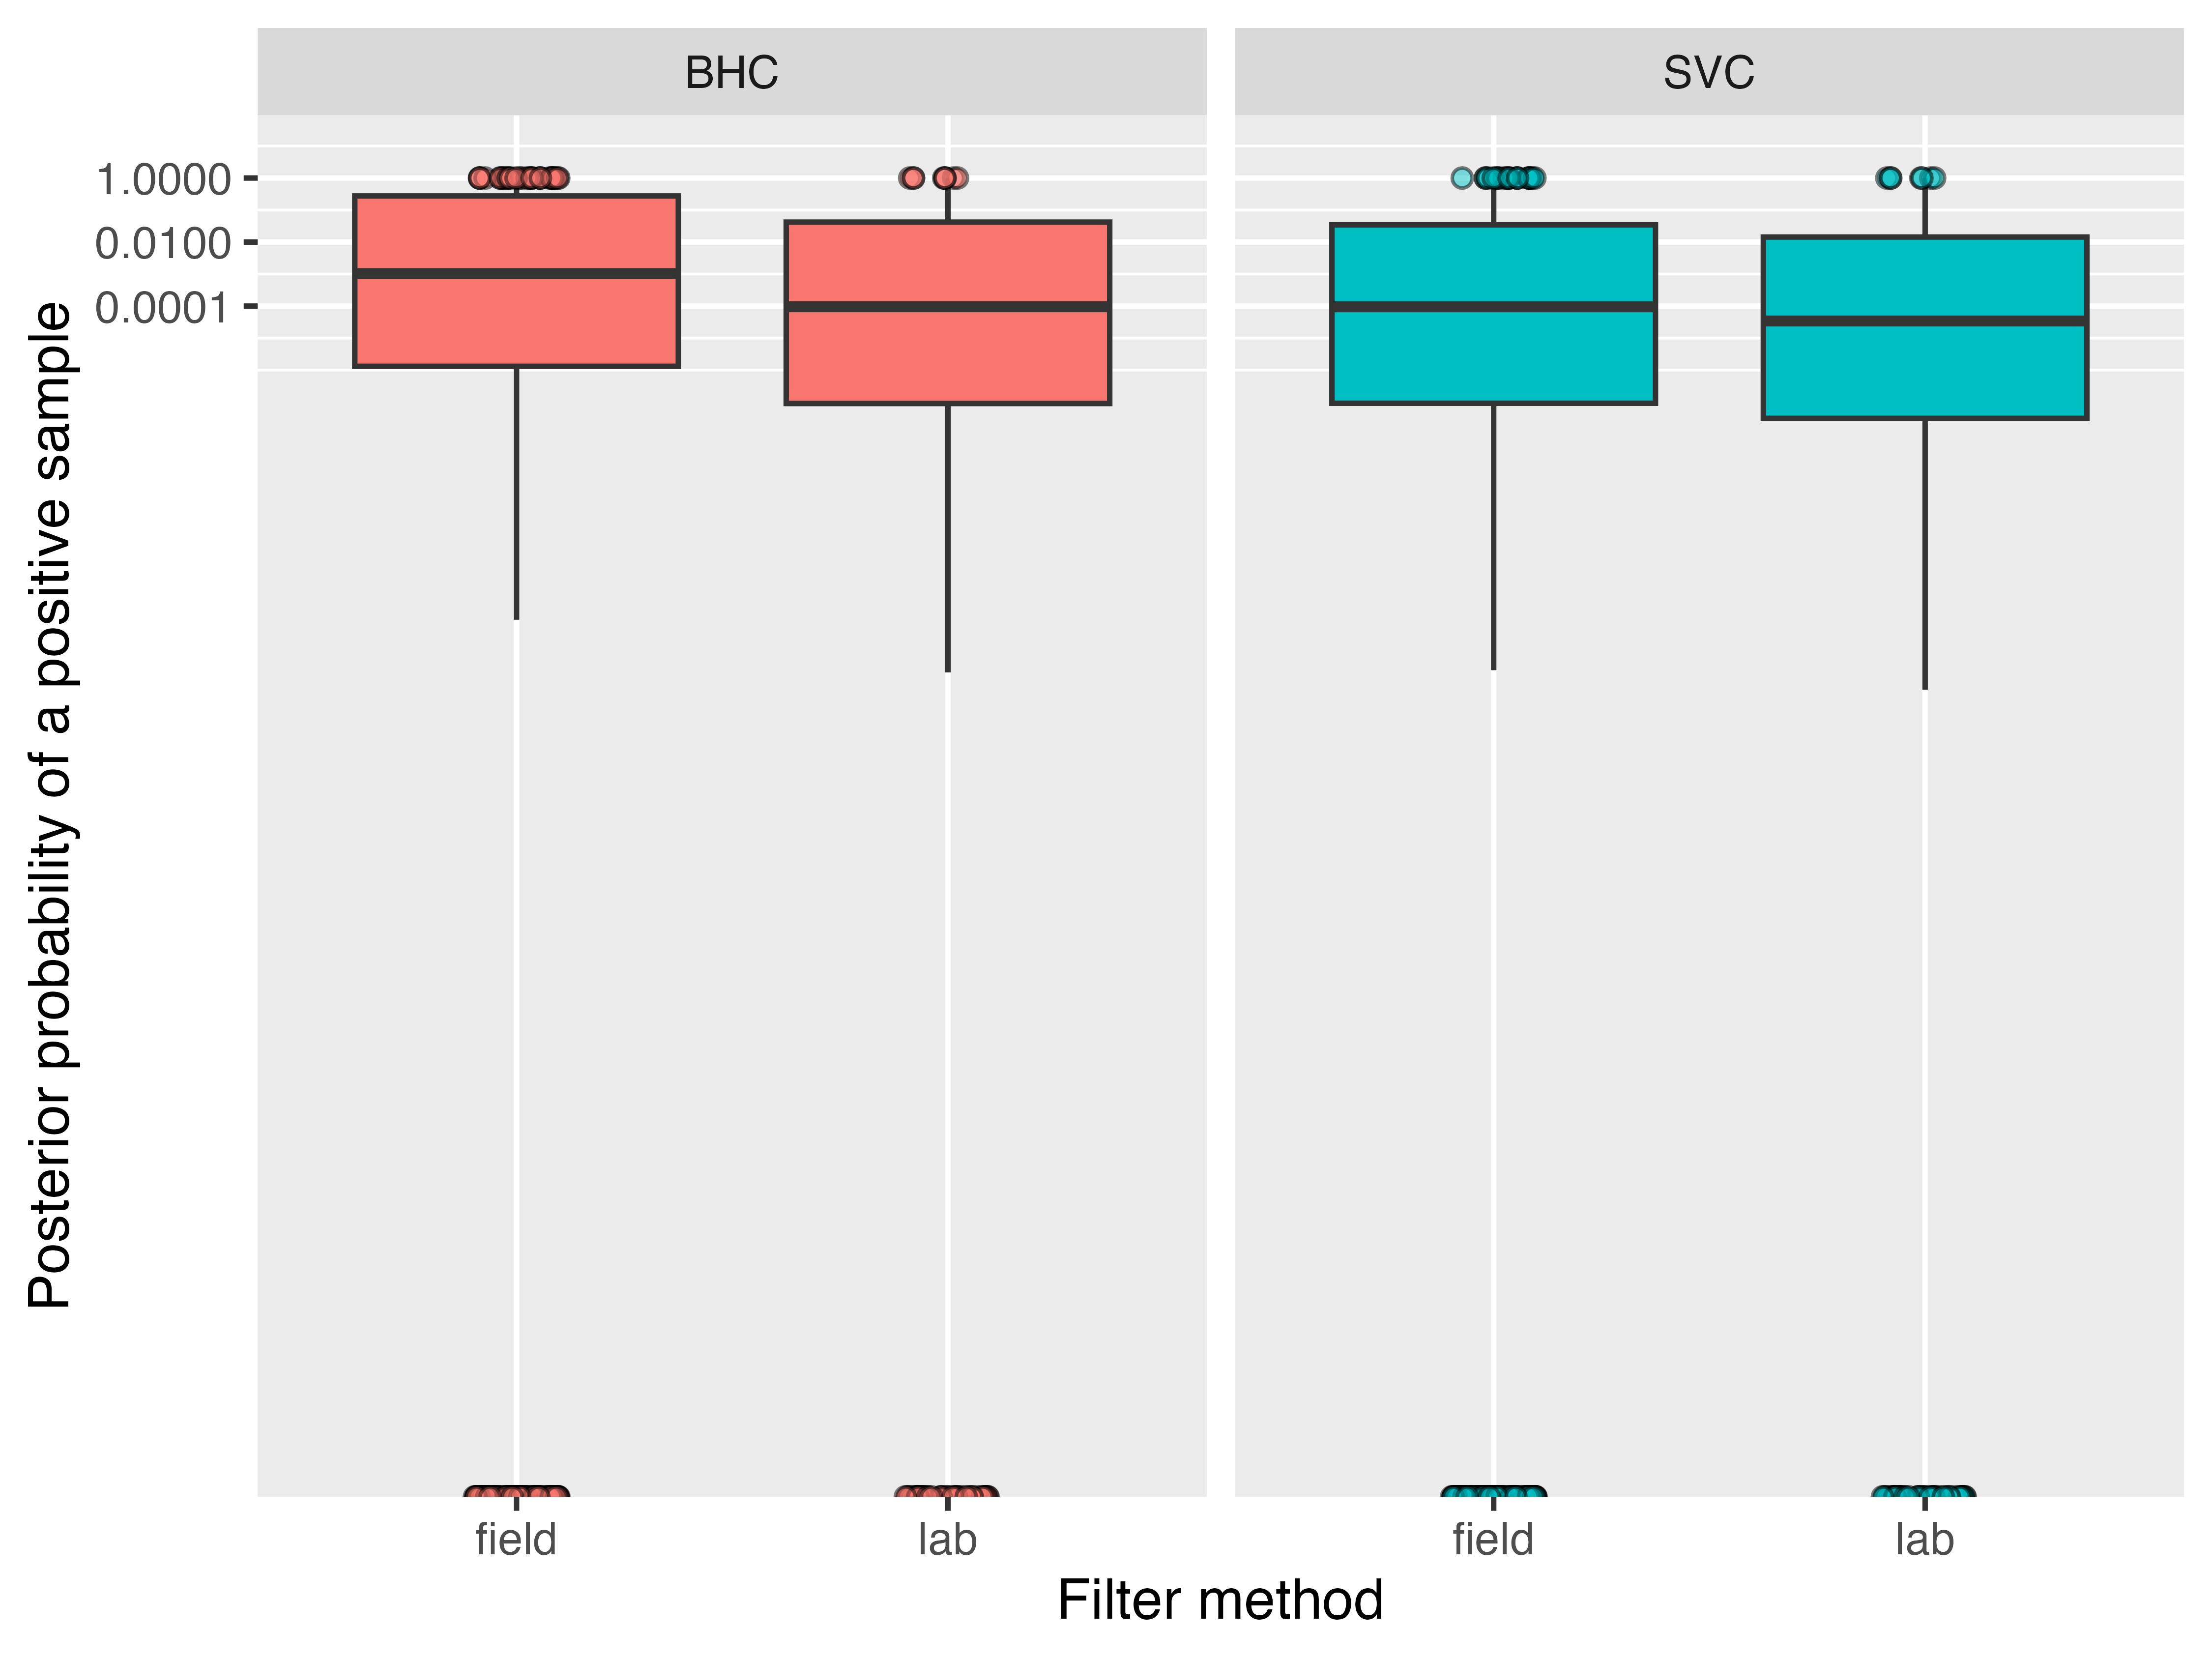 BHC
SVC
1.0000
0.0100
0.0001
Posterior probability of a positive sample
field
lab
field
lab
Filter method